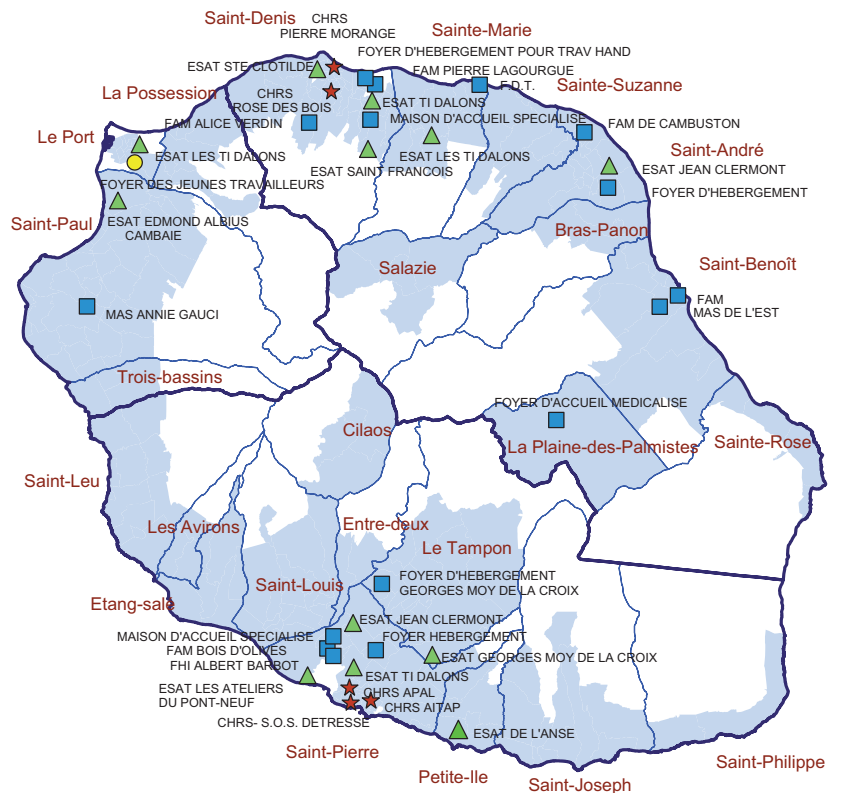 Saint-Denis
CHRS
PIERRE MORANGE
Sainte-Marie
FOYER D'HEBERGEMENT POUR TRAV HAND
ESAT STE CLOTILDE
FAM PIERRE LAGOURGUE
F.D.T.
Sainte-Suzanne
La Possession
CHRS
ROSE DES BOIS
ESAT TI DALONS
MAISON D'ACCUEIL SPECIALISE
FAM ALICE VERDIN
FAM DE CAMBUSTON
Le Port
Saint-André
ESAT LES TI DALONS
ESAT LES TI DALONS
ESAT SAINT FRANCOIS
ESAT JEAN CLERMONT
FOYER DES JEUNES TRAVAILLEURS
FOYER D'HEBERGEMENT
Saint-Paul
ESAT EDMOND ALBIUS
CAMBAIE
Bras-Panon
Salazie
Saint-Benoît
FAM
MAS DE L'EST
MAS ANNIE GAUCI
Trois-bassins
FOYER D'ACCUEIL MEDICALISE
Cilaos
La Plaine-des-Palmistes
Sainte-Rose
Saint-Leu
Les Avirons
Entre-deux
Le Tampon
Saint-Louis
FOYER D'HEBERGEMENT
GEORGES MOY DE LA CROIX
Etang-salé
ESAT JEAN CLERMONT
MAISON D'ACCUEIL SPECIALISE
FOYER HEBERGEMENT
FAM BOIS D'OLIVES
ESAT GEORGES MOY DE LA CROIX
FHI ALBERT BARBOT
ESAT TI DALONS
ESAT LES ATELIERS
DU PONT-NEUF
CHRS APAL
CHRS AITAP
CHRS- S.O.S. DETRESSE
ESAT DE L'ANSE
Saint-Pierre
Saint-Philippe
Petite-Ile
Saint-Joseph